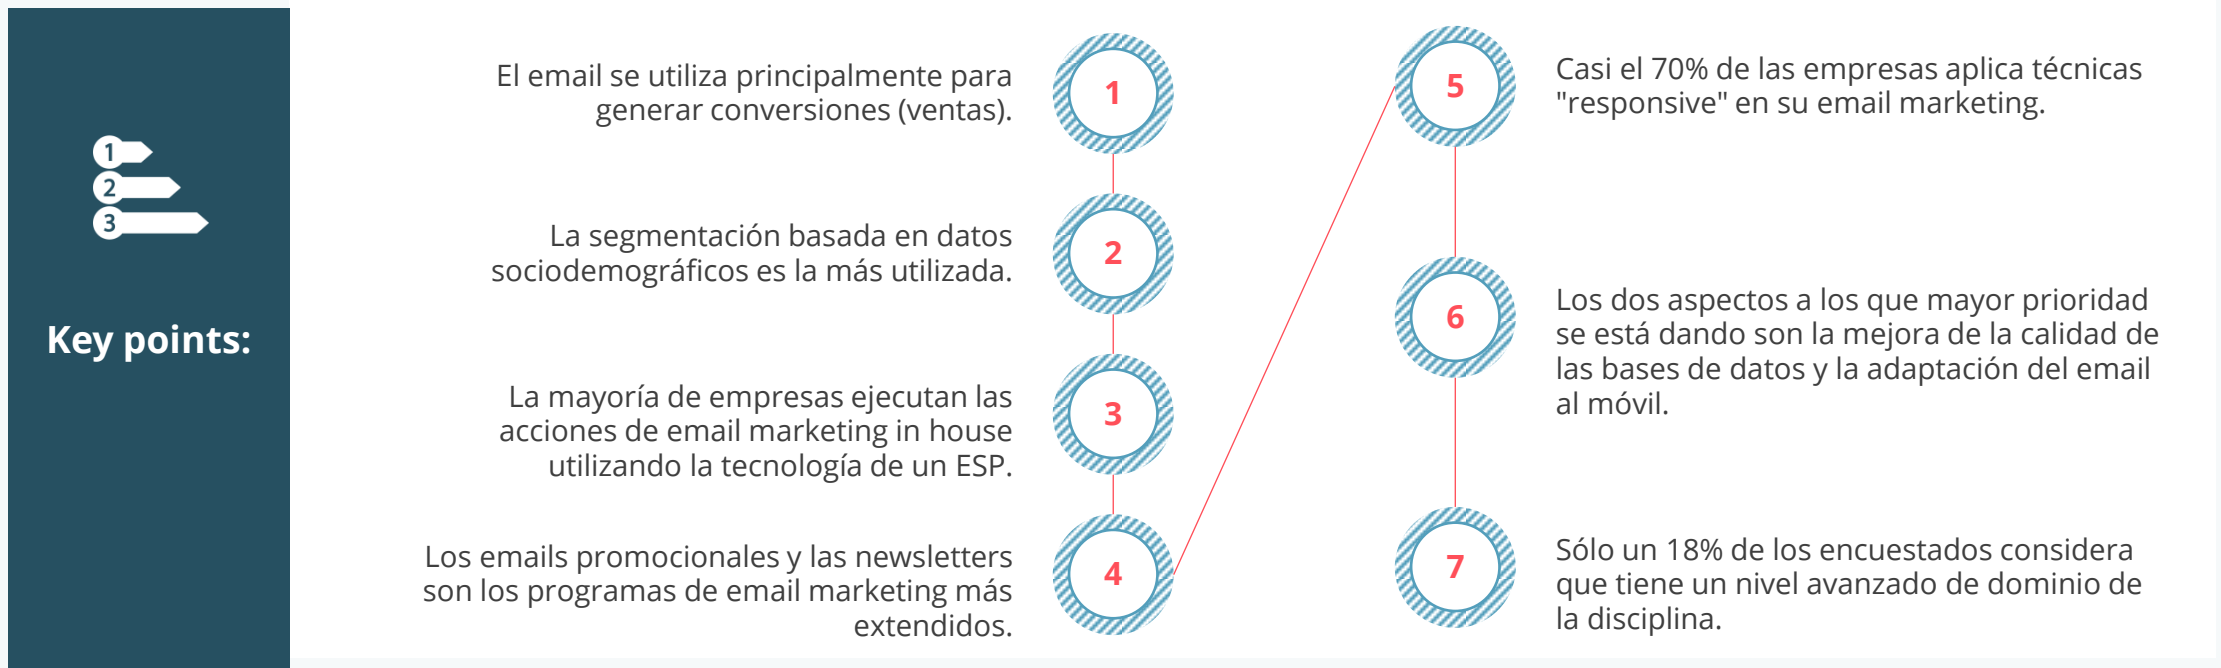 1
2
3
Key points:
El email se utiliza principalmente para
generar conversiones (ventas).
1
La segmentación basada en datos
sociodemográficos es la más utilizada.
2
La mayoría de empresas ejecutan las
acciones de email marketing in house
utilizando la tecnología de un ESP.
3
Los emails promocionales y las newsletters
son los programas de email marketing más
extendidos.
4
5
Casi el 70% de las empresas aplica técnicas
"responsive" en su email marketing.
6
Los dos aspectos a los que mayor prioridad
se está dando son la mejora de la calidad de
las bases de datos y la adaptación del email
al móvil.
7
Sólo un 18% de los encuestados considera
que tiene un nivel avanzado de dominio de
la disciplina.